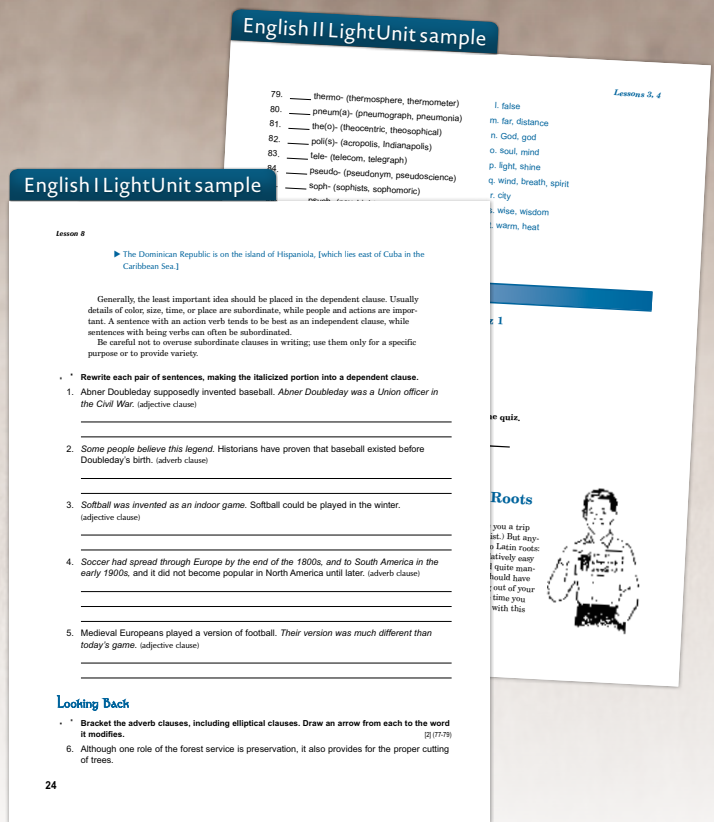 English II LightUnit sample
Lessons 3, 4
79. ____ thermo- (thermosphere, thermometer)
80. ____ pneum(a)- (pneumograph, pneumonia)
81. ____ the(o)- (theocentric, theosophical)
82. ____ poli(s)- (acropolis, Indianapolis)
83. ____ tele- (telecom, telegraph)
84. ____ pseudo- (pseudonym, pseudoscience)
____ soph- (sophists, sophomoric)
l. false
m. far, distance
n. God, god
o. soul, mind
p. light, shine
q. wind, breath, spirit
r. city
s. wise, wisdom
t. warm, heat
1
quiz.
Roots
you a trip
But any-
Latin roots:
easy
quite man-
have
out of your
time you
with this
English I LightUnit sample
Lesson 8
▶ The Dominican Republic is on the island of Hispaniola, [which lies east of Cuba in the
Caribbean Sea.]
Generally, the least important idea should be placed in the dependent clause. Usually
details of color, size, time, or place are subordinate, while people and actions are impor-
tant. A sentence with an action verb tends to be best as an independent clause, while
sentences with being verbs can often be subordinated.
Be careful not to overuse subordinate clauses in writing; use them only for a specific
purpose or to provide variety.
Rewrite each pair of sentences, making the italicized portion into a dependent clause.
1. Abner Doubleday supposedly invented baseball. Abner Doubleday was a Union officer in
the Civil War. (adjective clause)
2. Some people believe this legend. Historians have proven that baseball existed before
Doubleday's birth. (adverb clause)
3. Softball was invented as an indoor game. Softball could be played in the winter.
(adjective clause)
4. Soccer had spread through Europe by the end of the 1800s, and to South America in the
early 1900s, and it did not become popular in North America until later. (adverb clause)
5. Medieval Europeans played a version of football. Their version was much different than
today's game. (adjective clause)
Looking Back
Bracket the adverb clauses, including elliptical clauses. Draw an arrow from each to the word
it modifies. [2] (77-79)
6. Although one role of the forest service is preservation, it also provides for the proper cutting
of trees.
24